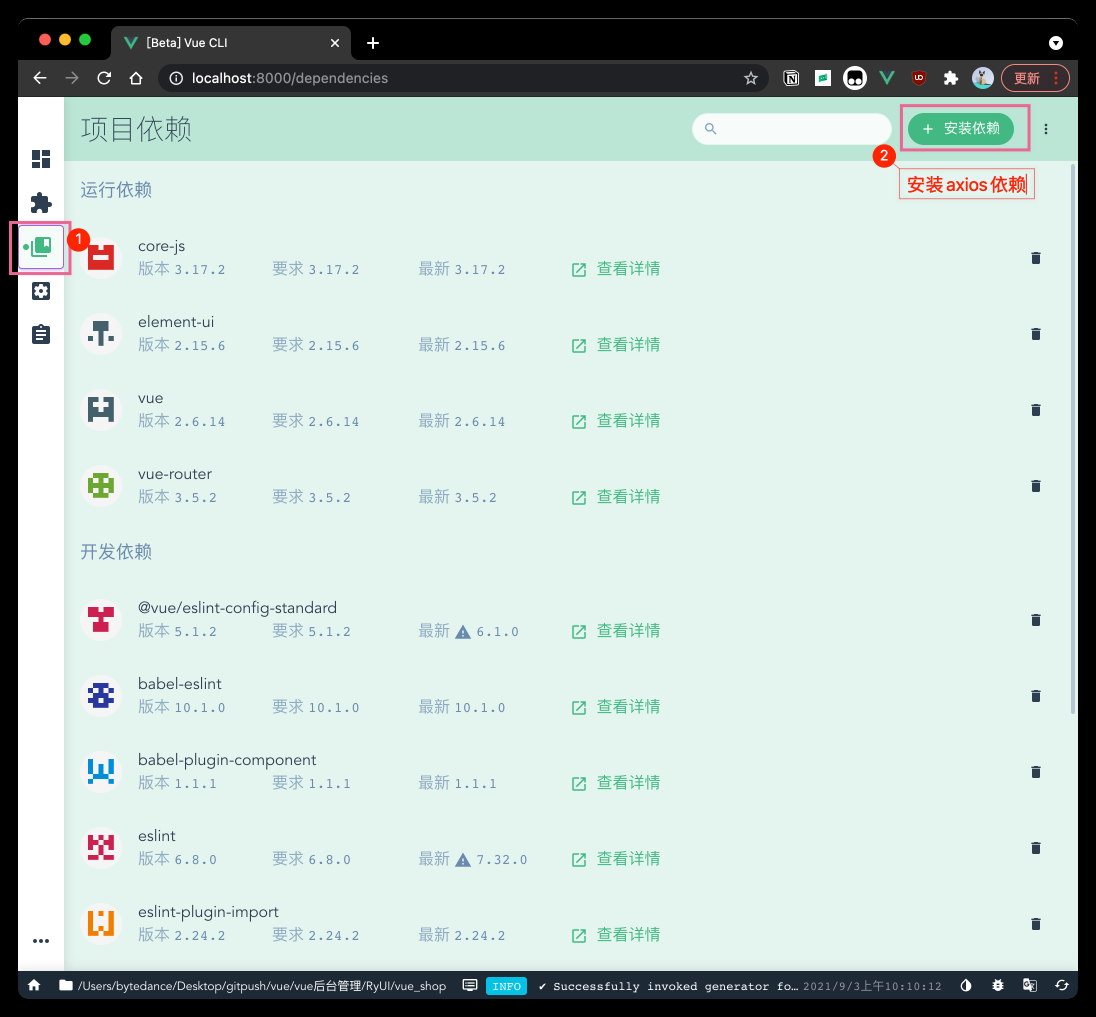 [Beta] Vue CLI
localhost:8000/dependencies
更新
项目依赖
安装依赖
2
安装axios依赖
运行依赖
1
core-js
版本 3.17.2 要求 3.17.2 最新 3.17.2 查看详情
element-ui
版本 2.15.6 要求 2.15.6 最新 2.15.6 查看详情
vue
版本 2.6.14 要求 2.6.14 最新 2.6.14 查看详情
vue-router
版本 3.5.2 要求 3.5.2 最新 3.5.2 查看详情
开发依赖
@vue/eslint-config-standard
版本 5.1.2 要求 5.1.2 最新 6.1.0 查看详情
babel-eslint
版本 10.1.0 要求 10.1.0 最新 10.1.0 查看详情
babel-plugin-component
版本 1.1.1 要求 1.1.1 最新 1.1.1 查看详情
eslint
版本 6.8.0 要求 6.8.0 最新 7.32.0 查看详情
eslint-plugin-import
版本 2.24.2 要求 2.24.2 最新 2.24.2 查看详情
/Users/bytedance/Desktop/gitpush/vue/vue后台管理/RyUI/vue_shop INFO ✔ Successfully invoked generator fo… 2021/9/3上午10:10:12